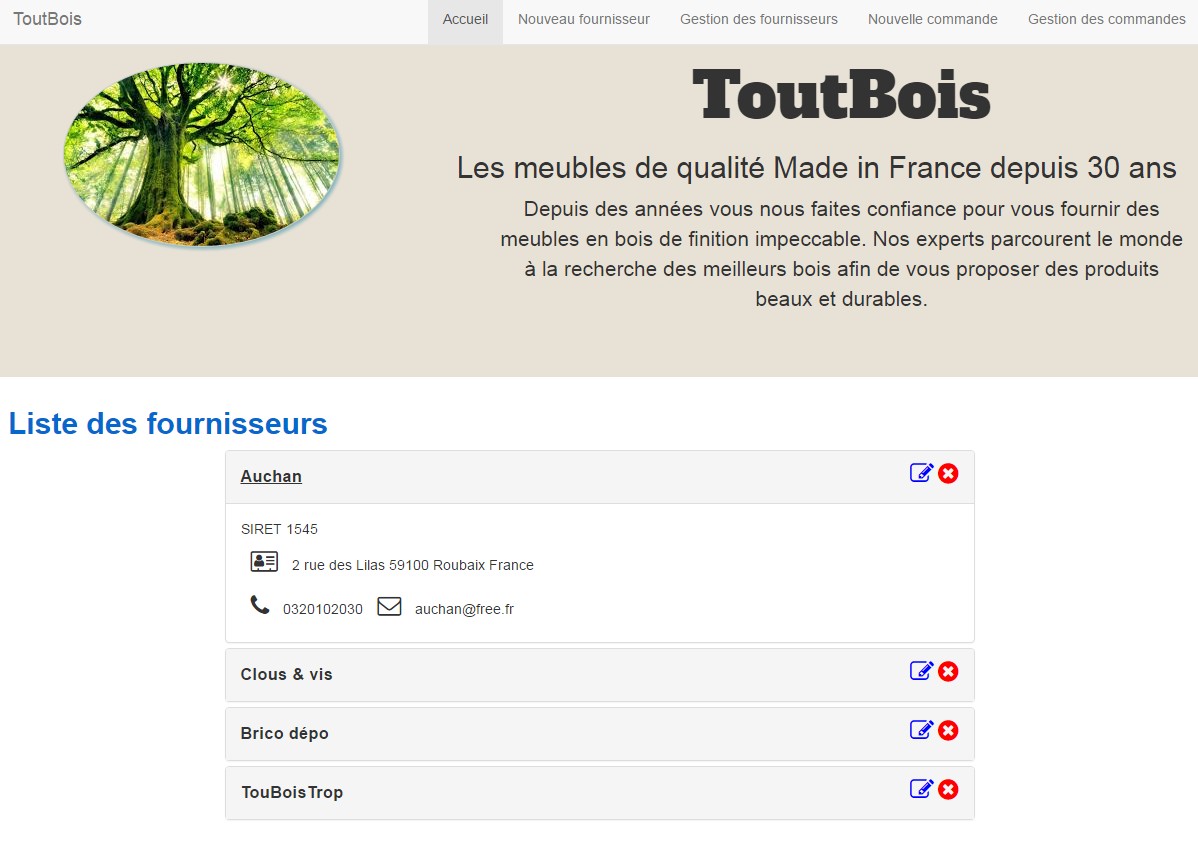 ToutBois
Accueil
Nouveau fournisseur
Gestion des fournisseurs
Nouvelle commande
Gestion des commandes
ToutBois
Les meubles de qualité Made in France depuis 30 ans
Depuis des années vous nous faites confiance pour vous fournir des
meubles en bois de finition impeccable. Nos experts parcourent le monde
à la recherche des meilleurs bois afin de vous proposer des produits
beaux et durables.
Liste des fournisseurs
Auchan
SIRET 1545
2 rue des Lilas 59100 Roubaix France
0320102030 auchan@free.fr
Clous & vis
Brico dépo
TouBoisTrop